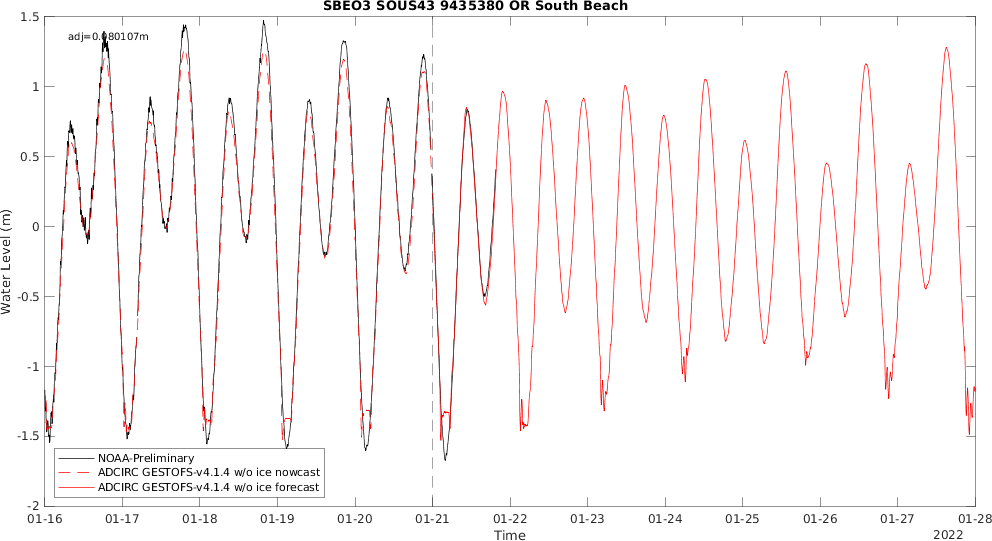 SBEO3 SOUS43 9435380 OR South Beach
adj=0.080107m
Water Level (m)
1.5
1
0.5
0
-0.5
-1
-1.5
-2
NOAA-Preliminary
ADCIRC GESTOFS-v4.1.4 w/o ice nowcast
ADCIRC GESTOFS-v4.1.4 w/o ice forecast
01-16 01-17 01-18 01-19 01-20 01-21 01-22 01-23 01-24 01-25 01-26 01-27 01-28
Time
2022